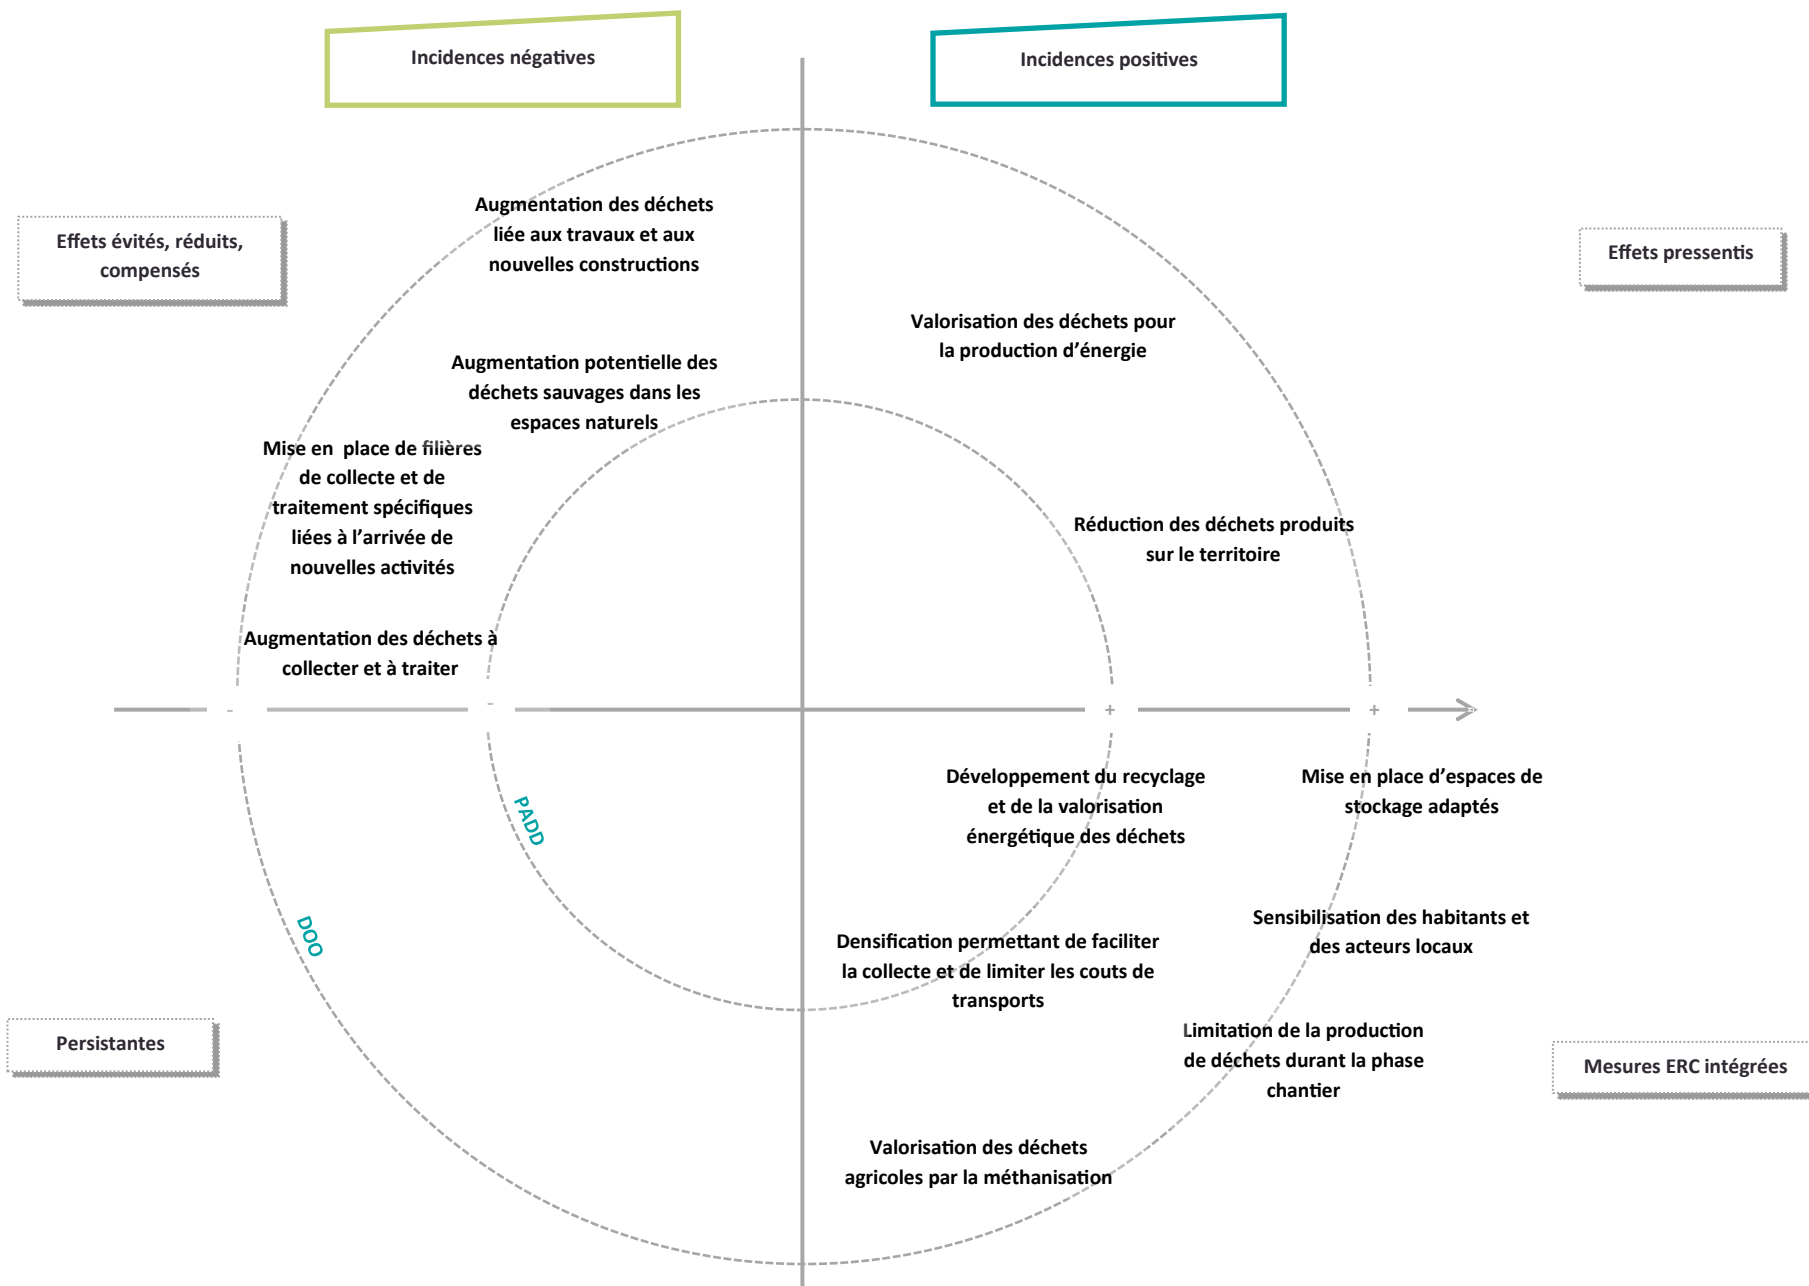 Incidences négatives
Incidences positives
Effets évités, réduits,
compensés
Augmentation des déchets
liée aux travaux et aux
nouvelles constructions
Effets pressentis
Valorisation des déchets pour
la production d’énergie
Augmentation potentielle des
déchets sauvages dans les
espaces naturels
Mise en  place de filières
de collecte et de
traitement spécifiques
liées à l’arrivée de
nouvelles activités
Réduction des déchets produits
sur le territoire
Augmentation des déchets à
collecter et à traiter
-
-
+
+
Développement du recyclage
et de la valorisation
énergétique des déchets
Mise en place d’espaces de
stockage adaptés
PADD
DOO
Sensibilisation des habitants et
des acteurs locaux
Densification permettant de faciliter
la collecte et de limiter les couts de
transports
Persistantes
Limitation de la production
de déchets durant la phase
chantier
Mesures ERC intégrées
Valorisation des déchets
agricoles par la méthanisation